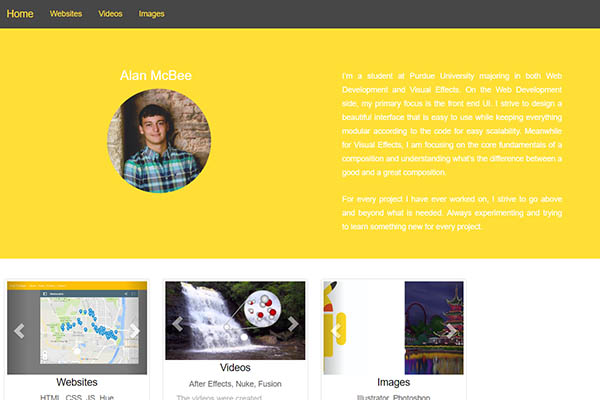 Home Websites Videos Images
Alan McBee
I'm a student at Purdue University majoring in both Web
Development and Visual Effects. On the Web Development
side, my primary focus is the front end UI. I strive to design a
beautiful interface that is easy to use while keeping everything
modular according to the code for easy scalability. Meanwhile
for Visual Effects, I am focusing on the core fundamentals of a
composition and understanding what's the difference between a
good and a great composition.
For every project I have ever worked on, I strive to go above
and beyond what is needed. Always experimenting and trying
to learn something new for every project.
Websites
HTML, CSS, JS, Hue
Videos
After Effects, Nuke, Fusion
The videos were created
Images
Illustrator, Photoshop